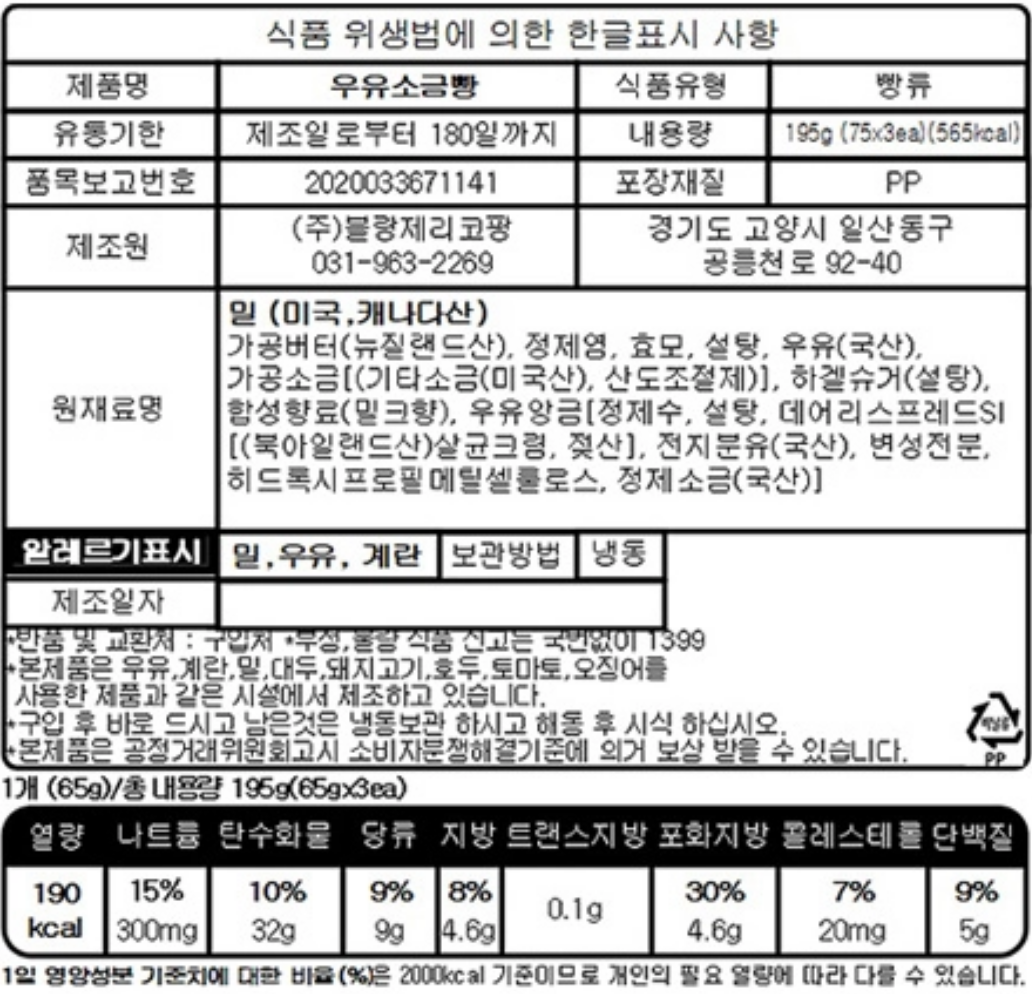 식품 위생법에 의한 한글표시 사항
제품명 우유소금빵 식품유형 빵류
유통기한 제조일로부터 180일까지 내용량 195g (75x3ea)(565kcal)
품목보고번호 2020033671141 포장재질 PP
제조원 (주)블랑제리코팡 경기도 고양시 일산동구
031-963-2269 공릉천로 92-40
원재료명 밀 (미국,캐나다산)
가공버터(뉴질랜드산), 정제염, 효모, 설탕, 우유(국산),
가공소금[(기타소금(미국산), 산도조절제)], 하겔슈거(설탕),
합성향료(밀크향), 우유앙금[정제수, 설탕, 데어리스프레드SI
[(북아일랜드산)살균크림, 젖산], 전지분유(국산), 변성전분,
히드록시프로필메틸셀룰로스, 정제소금(국산)]
알레르기표시 밀,우유, 계란 보관방법 냉동
제조일자
*반품 및 교환처 : 구입처 *부정,불량 식품 신고는 국번없이 1399
*본제품은 우유,계란,밀,대두,돼지고기,호두,토마토,오징어를
사용한 제품과 같은 시설에서 제조하고 있습니다.
*구입 후 바로 드시고 남은것은 냉동보관 하시고 해동 후 시식 하십시오.
*본제품은 공정거래위원회고시 소비자분쟁해결기준에 의거 보상 받을 수 있습니다.
비닐류
PP
1개 (65g)/총 내용량 195g(65gx3ea)
열량 나트륨 탄수화물 당류 지방 트랜스지방 포화지방 콜레스테롤 단백질
190 kcal 15% 10% 9% 8% 0.1g 30% 7% 9%
300mg 32g 9g 4.6g 4.6g 20mg 5g
1일 영양성분 기준치에 대한 비율(%)은 2000kcal 기준이므로 개인의 필요 열량에 따라 다를 수 있습니다.